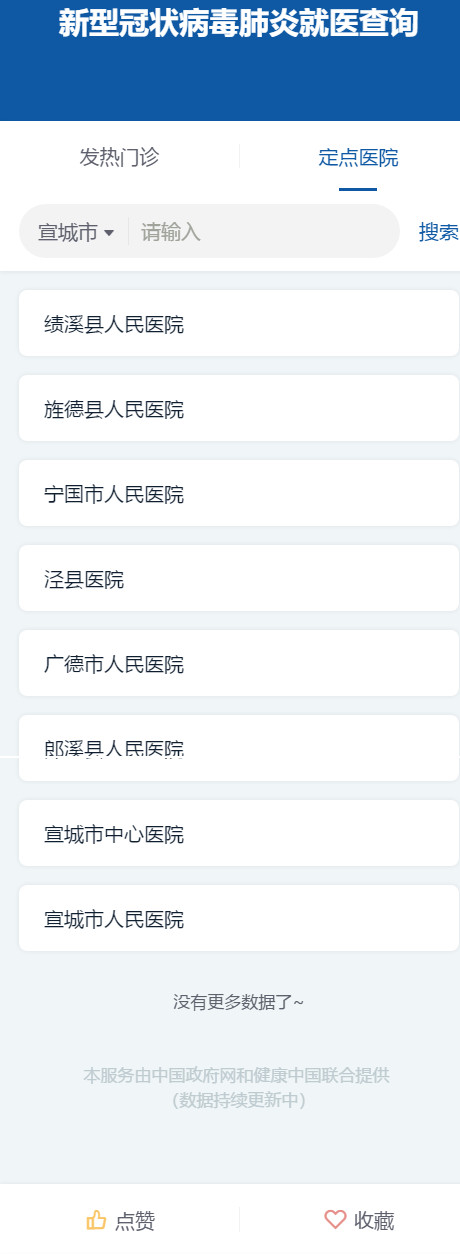 新型冠状病毒肺炎就医查询
发热门诊
定点医院
宣城市
请输入
搜索
绩溪县人民医院
旌德县人民医院
宁国市人民医院
泾县医院
广德市人民医院
郎溪县人民医院
宣城市中心医院
宣城市人民医院
没有更多数据了~
本服务由中国政府网和健康中国联合提供
（数据持续更新中）
点赞
收藏